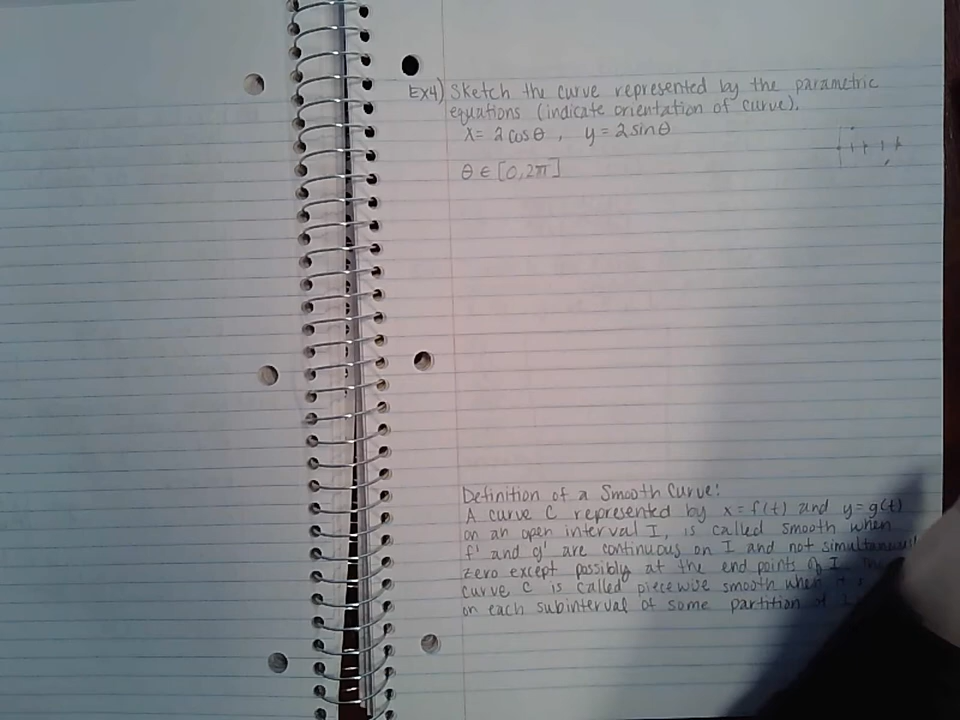 Ex4) Sketch the curve represented by the parametric
equations (indicate orientation of curve).
x = 2 cos θ , y = 2 sin θ
θ ∈ [0, 2π]
Definition of a Smooth Curve:
A curve C represented by x = f(t) and y = g(t)
on an open interval I, is called smooth when
f' and g' are continuous on I and not
zero except possibly at the end points of I.
curve C is called piecewise smooth when
on each subinterval of some partition of